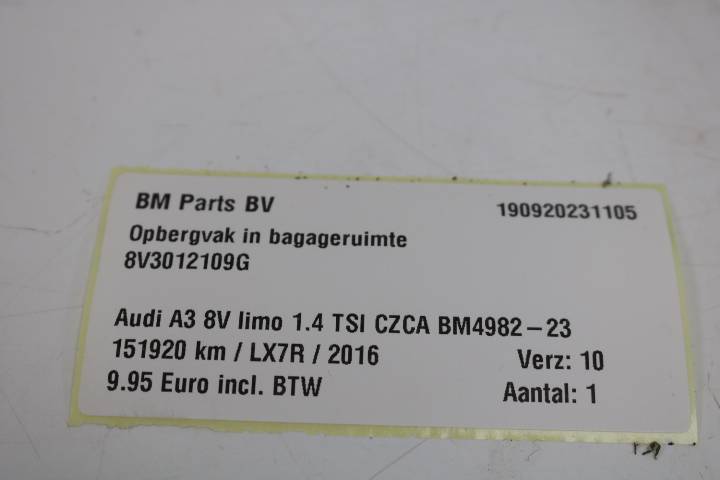 BM Parts BV 190920231105
Opbergvak in bagageruimte
8V3012109G
Audi A3 8V limo 1.4 TSI CZCA BM4982-23
151920 km / LX7R / 2016 Verz: 10
9.95 Euro incl. BTW Aantal: 1